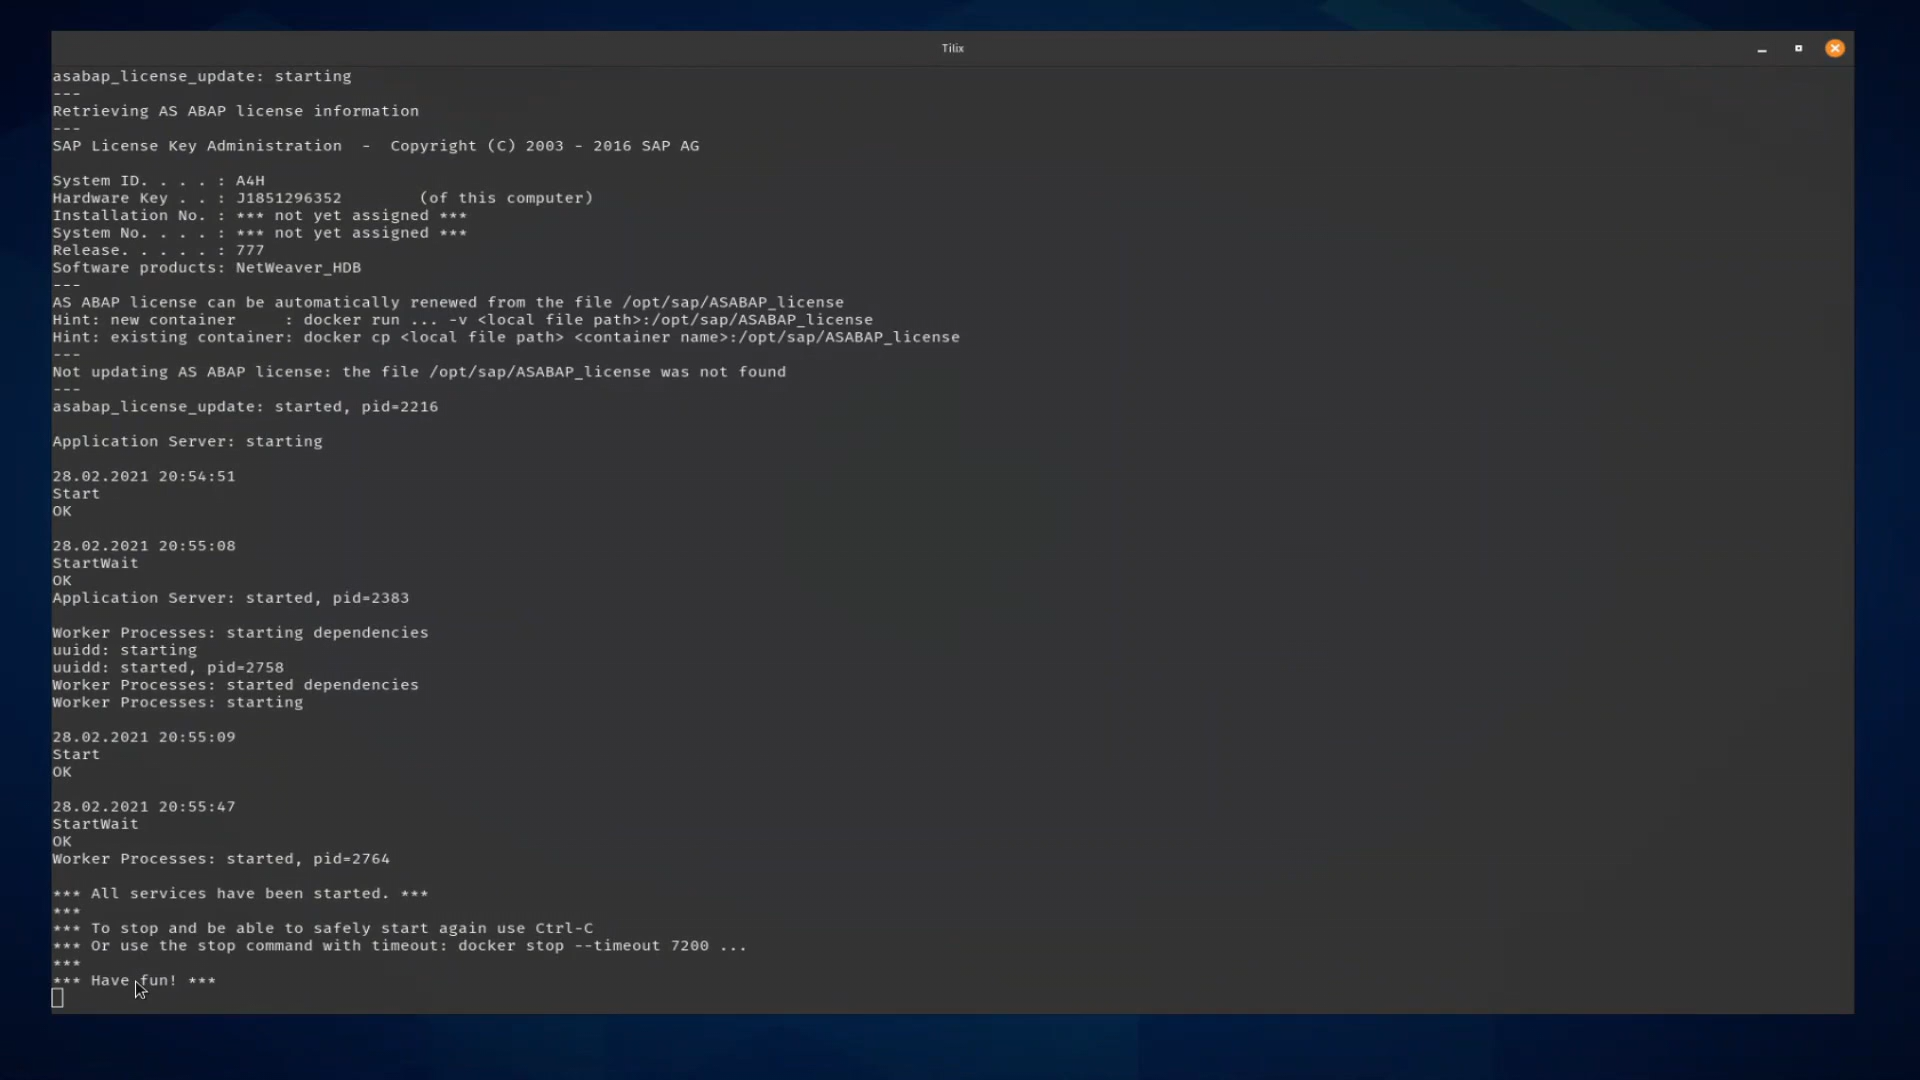 Tilix
asabap_license_update: starting
---
Retrieving AS ABAP license information
---
SAP License Key Administration  -  Copyright (C) 2003 - 2016 SAP AG
System ID. . . . : A4H
Hardware Key . . : J1851296352        (of this computer)
Installation No. : *** not yet assigned ***
System No. . . . : *** not yet assigned ***
Release. . . . . : 777
Software products: NetWeaver_HDB
---
AS ABAP license can be automatically renewed from the file /opt/sap/ASABAP_license
Hint: new container     : docker run ... -v <local file path>:/opt/sap/ASABAP_license
Hint: existing container: docker cp <local file path> <container name>:/opt/sap/ASABAP_license
---
Not updating AS ABAP license: the file /opt/sap/ASABAP_license was not found
---
asabap_license_update: started, pid=2216
Application Server: starting
28.02.2021 20:54:51
Start
OK
28.02.2021 20:55:08
StartWait
OK
Application Server: started, pid=2383
Worker Processes: starting dependencies
uuidd: starting
uuidd: started, pid=2758
Worker Processes: started dependencies
Worker Processes: starting
28.02.2021 20:55:09
Start
OK
28.02.2021 20:55:47
StartWait
OK
Worker Processes: started, pid=2764
*** All services have been started. ***
***
*** To stop and be able to safely start again use Ctrl-C
*** Or use the stop command with timeout: docker stop --timeout 7200 ...
***
*** Have fun! ***